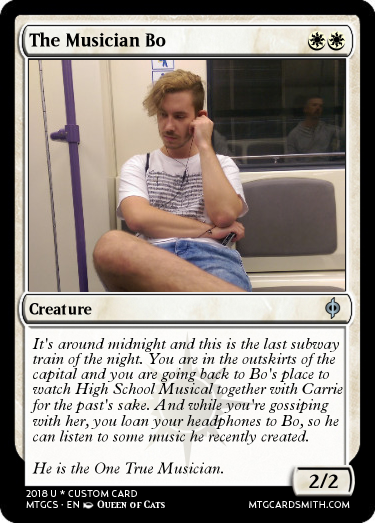 The Musician Bo
Creature
It's around midnight and this is the last subway
train of the night. You are in the outskirts of the
capital and you are going back to Bo's place to
watch High School Musical together with Carrie
for the past's sake. And while you're gossiping
with her, you loan your headphones to Bo, so he
can listen to some music he recently created.
He is the One True Musician.
2/2
2018 U * CUSTOM CARD
MTGCS • EN Queen of Cats
MTGCARDSMITH.COM